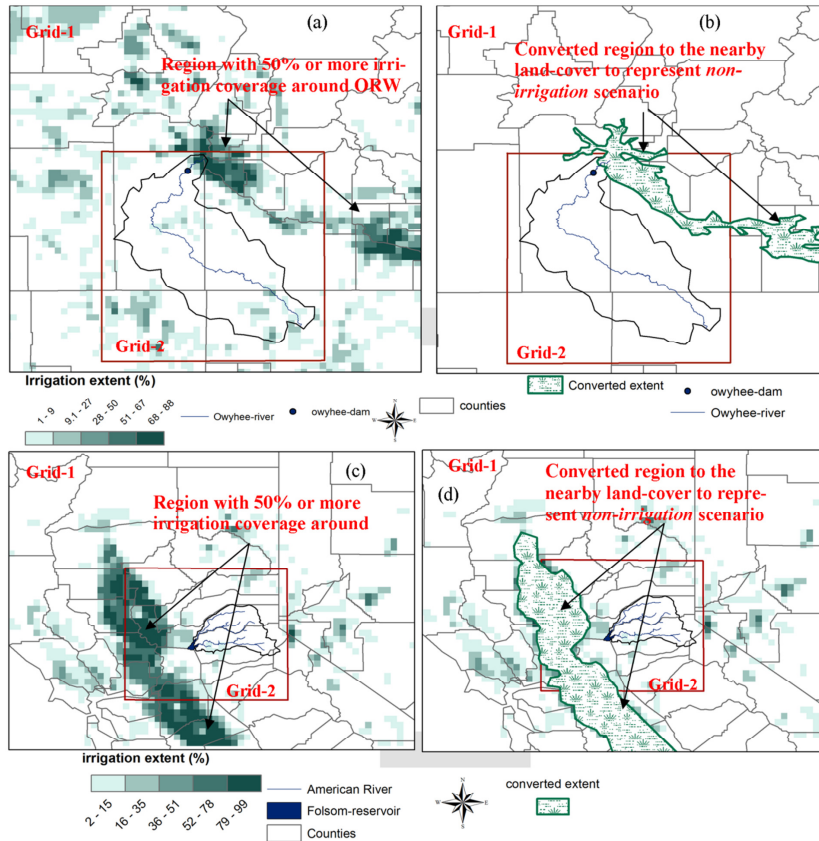 (a)
Grid-1
Region with 50% or more irri-
gation coverage around ORW
Grid-2
(b)
Grid-1
Converted region to the nearby
land-cover to represent non-
irrigation scenario
Grid-2
Irrigation extent (%)
1 - 9
9.1 - 27
28 - 50
51 - 67
68 - 88
Owyhee-river
owyhee-dam
N
W E
S
counties
Converted extent
owyhee-dam
Owyhee-river
(c)
Grid-1
Region with 50% or more
irrigation coverage around
Grid-2
(d)
Grid-1
Converted region to the
nearby land-cover to repre-
sent non-irrigation scenario
Grid-2
irrigation extent (%)
2 - 15
16 - 35
36 - 51
52 - 78
79 - 99
American River
Folsom-reservoir
Counties
N
W E
S
converted extent